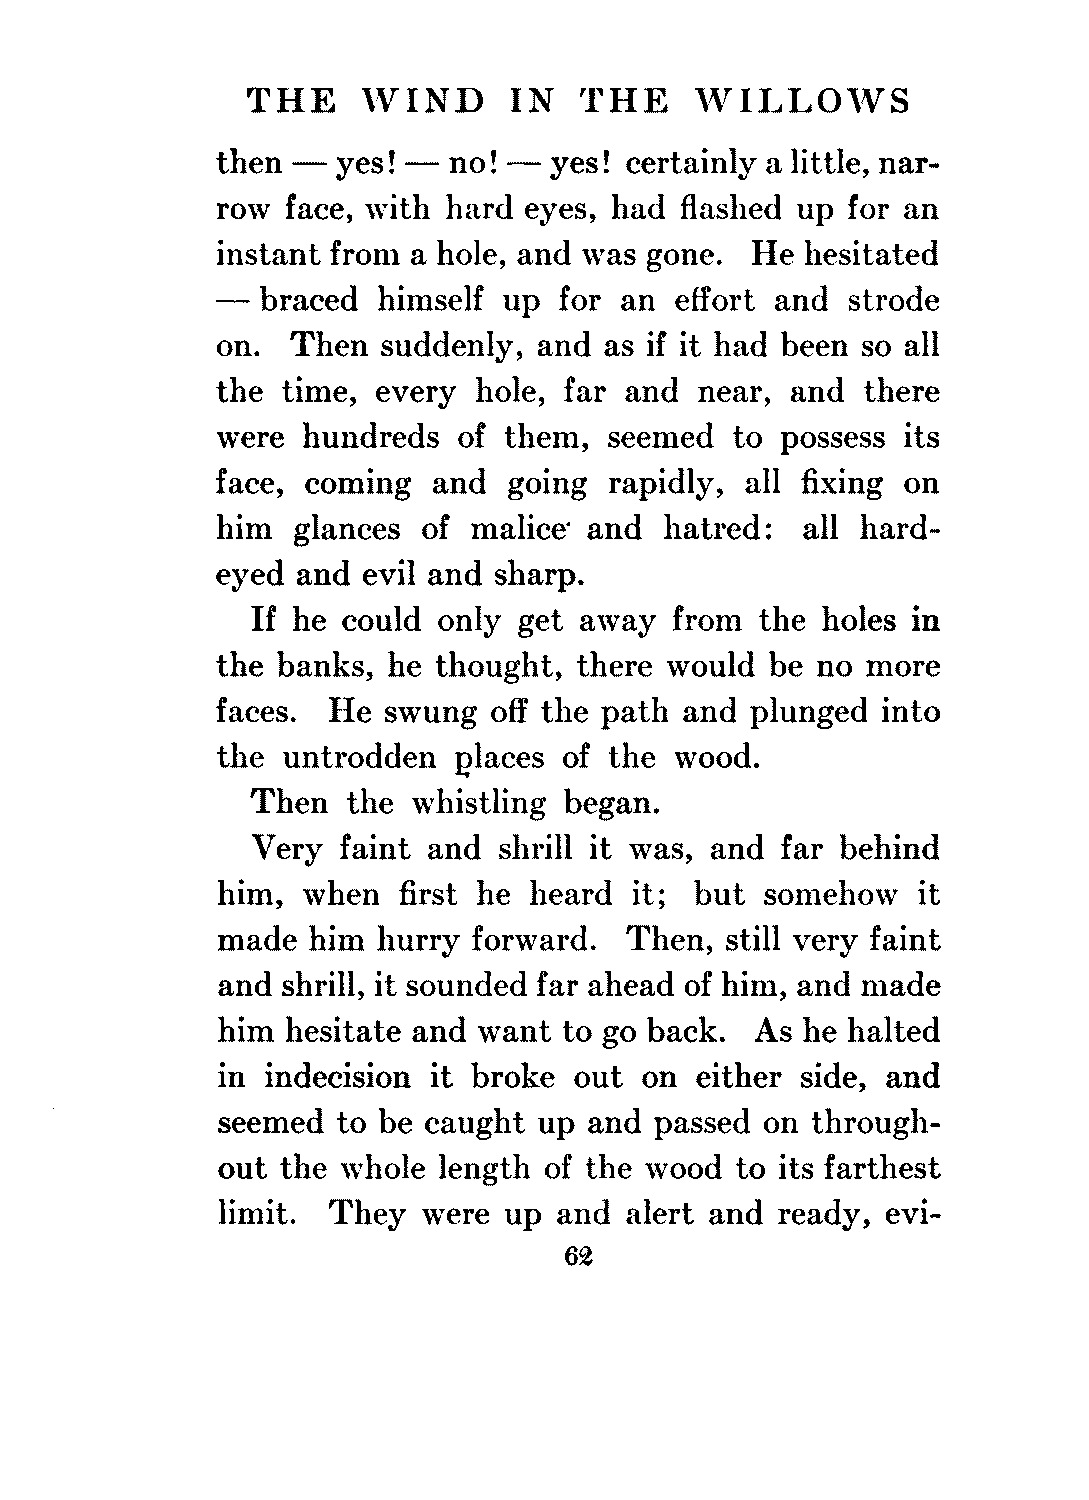 THE WIND IN THE WILLOWS
then — yes! — no! — yes! certainly a little, nar-
row face, with hard eyes, had flashed up for an
instant from a hole, and was gone. He hesitated
— braced himself up for an effort and strode
on. Then suddenly, and as if it had been so all
the time, every hole, far and near, and there
were hundreds of them, seemed to possess its
face, coming and going rapidly, all fixing on
him glances of malice and hatred: all hard-
eyed and evil and sharp.
If he could only get away from the holes in
the banks, he thought, there would be no more
faces. He swung off the path and plunged into
the untrodden places of the wood.
Then the whistling began.
Very faint and shrill it was, and far behind
him, when first he heard it; but somehow it
made him hurry forward. Then, still very faint
and shrill, it sounded far ahead of him, and made
him hesitate and want to go back. As he halted
in indecision it broke out on either side, and
seemed to be caught up and passed on through-
out the whole length of the wood to its farthest
limit. They were up and alert and ready, evi-
62